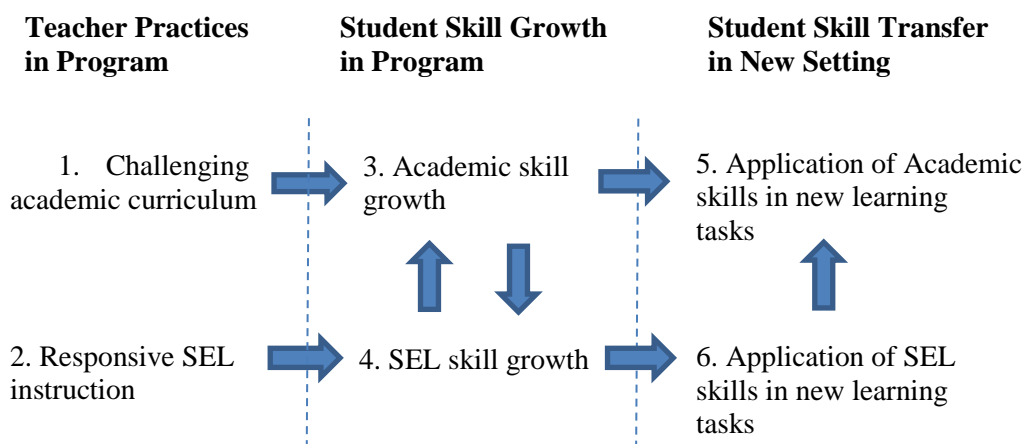 Teacher Practices
in Program
Student Skill Growth
in Program
Student Skill Transfer
in New Setting
1. Challenging
academic curriculum
3. Academic skill
growth
5. Application of Academic
skills in new learning
tasks
2. Responsive SEL
instruction
4. SEL skill growth
6. Application of SEL
skills in new learning
tasks